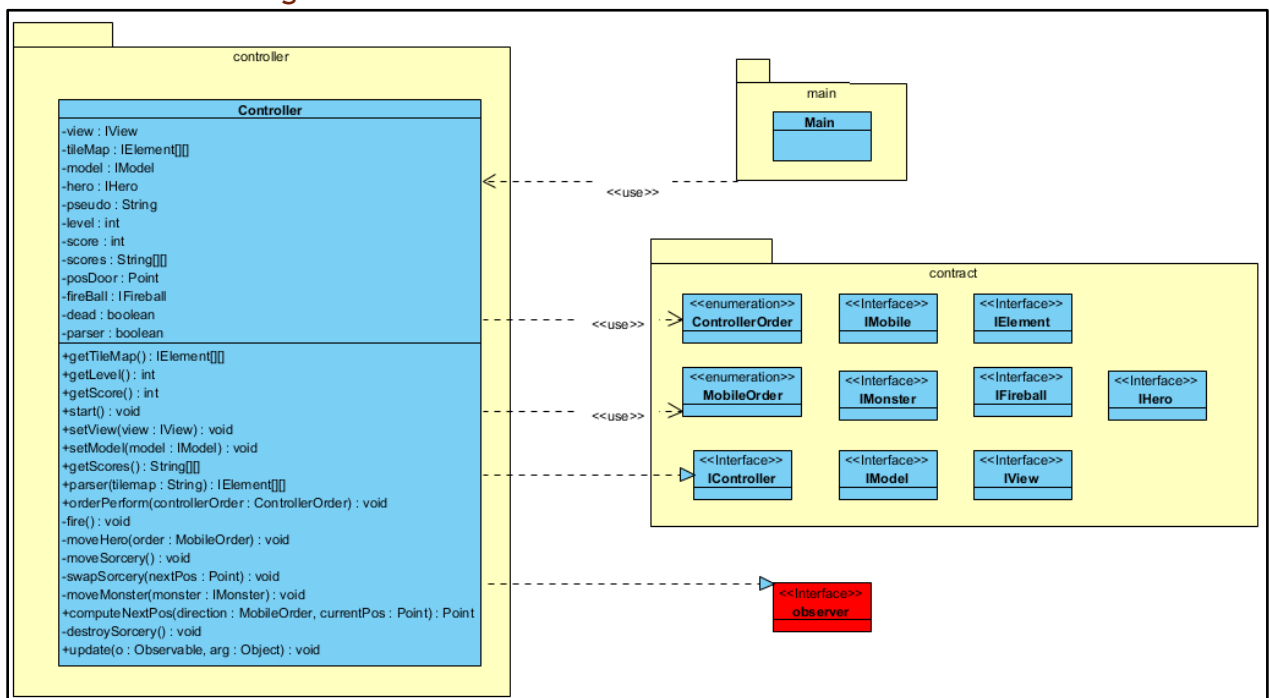 controller
Controller
-view : IView
-tileMap : IElement[][]
-model : IModel
-hero : IHero
-pseudo : String
-level : int
-score : int
-scores : String[][]
-posDoor : Point
-fireBall : IFireball
-dead : boolean
-parser : boolean
+getTileMap() : IElement[][]
+getLevel() : int
+getScore() : int
+start() : void
+setView(view : IView) : void
+setModel(model : IModel) : void
+getScores() : String[][]
+parser(tilemap : String) : IElement[][]
+orderPerform(controllerOrder : ControllerOrder) : void
-fire() : void
-moveHero(order : MobileOrder) : void
-moveSorcery() : void
-swapSorcery(nextPos : Point) : void
-moveMonster(monster : IMonster) : void
+computeNextPos(direction : MobileOrder, currentPos : Point) : Point
-destroySorcery() : void
+update(o : Observable, arg : Object) : void
main
Main
<<use>>
contract
<<use>>
<<enumeration>>
ControllerOrder
<<Interface>>
IMobile
<<Interface>>
IElement
<<use>>
<<enumeration>>
MobileOrder
<<Interface>>
IMonster
<<Interface>>
IFireball
<<Interface>>
IHero
<<Interface>>
IController
<<Interface>>
IModel
<<Interface>>
IView
<<Interface>>
observer